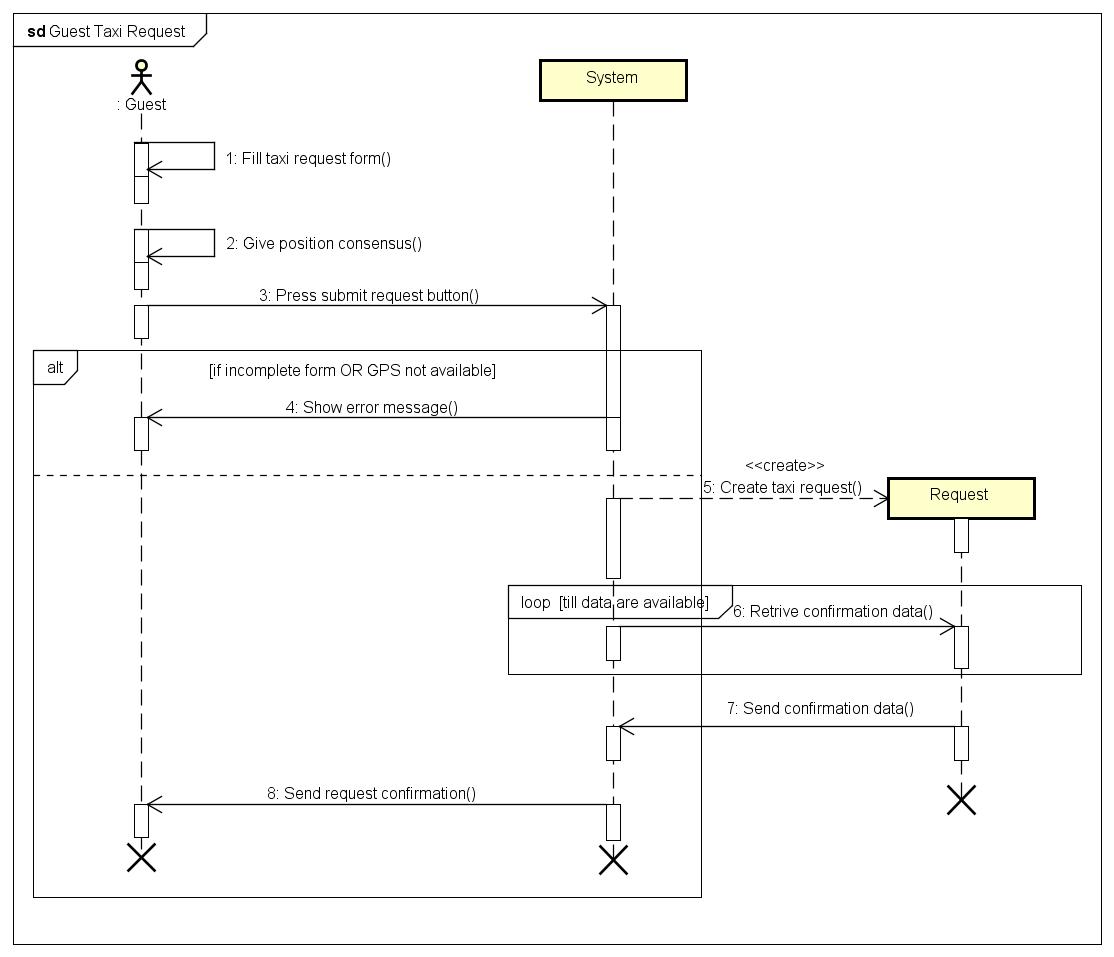 sd Guest Taxi Request
: Guest
System
1: Fill taxi request form()
2: Give position consensus()
3: Press submit request button()
alt
[if incomplete form OR GPS not available]
4: Show error message()
<<create>>
5: Create taxi request()
Request
loop [till data are available]
6: Retrive confirmation data()
7: Send confirmation data()
8: Send request confirmation()